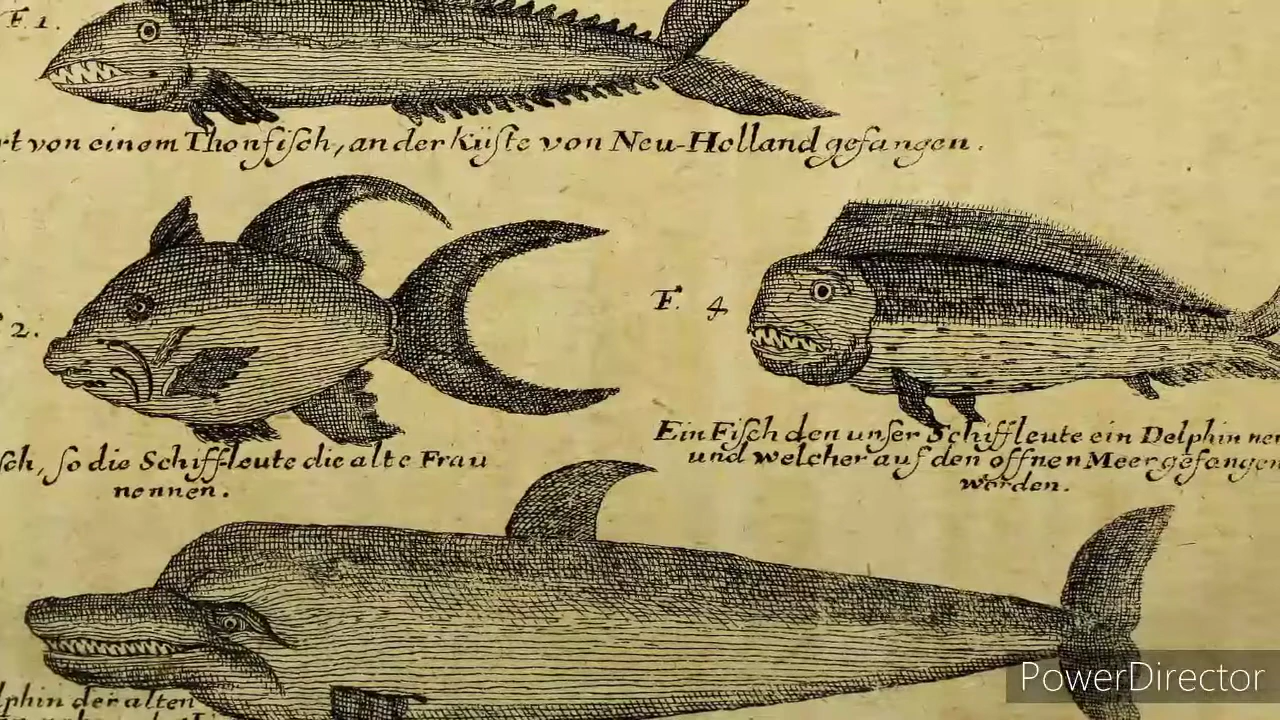 F. 1.
rt von einem Thonfiſch, an der Küſte von Neu-Holland gefangen.
2.
F. 4
ſch, ſo die Schiff-leute die alte Frau
nennen.
Ein Fiſch den unſer Schiffleute ein Delphin nen
und welcher auf den offnen Meer gefangen
worden.
lphin der alten
PowerDirector